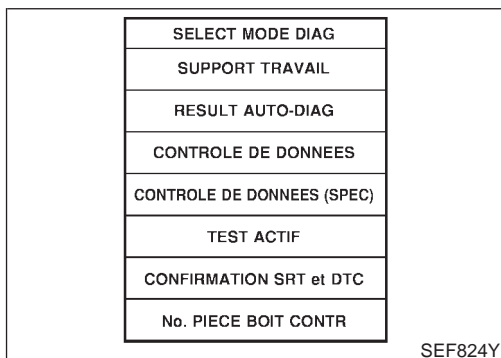 SELECT MODE DIAG
SUPPORT TRAVAIL
RESULT AUTO-DIAG
CONTROLE DE DONNEES
CONTROLE DE DONNEES (SPEC)
TEST ACTIF
CONFIRMATION SRT et DTC
No. PIECE BOIT CONTR
SEF824Y